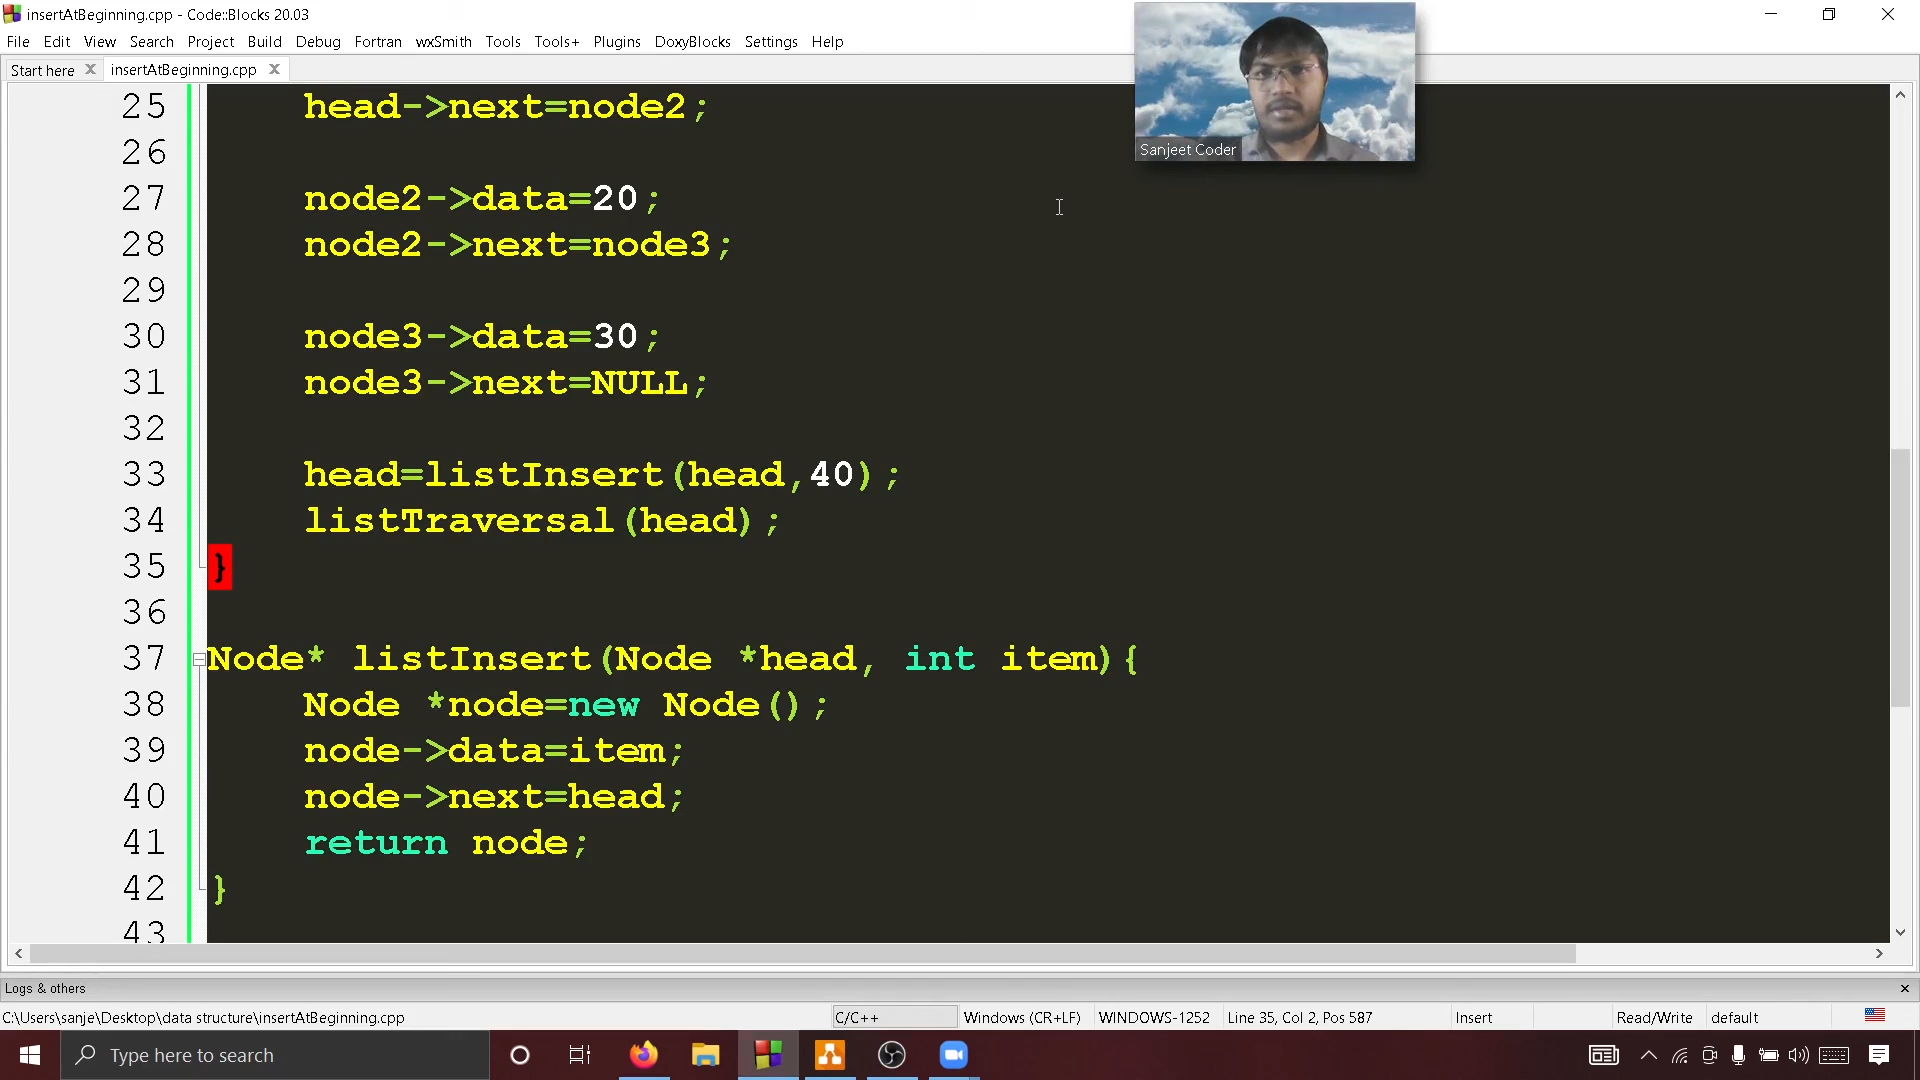 insertAtBeginning.cpp - Code::Blocks 20.03
File Edit View Search Project Build Debug Fortran wxSmith Tools Tools+ Plugins DoxyBlocks Settings Help
Start here insertAtBeginning.cpp
Sanjeet Coder
25 head->next=node2;
26
27 node2->data=20;
28 node2->next=node3;
29
30 node3->data=30;
31 node3->next=NULL;
32
33 head=listInsert(head,40);
34 listTraversal(head);
35 }
36
37 Node* listInsert(Node *head, int item){
38 Node *node=new Node();
39 node->data=item;
40 node->next=head;
41 return node;
42 }
43
Logs & others
C:\Users\sanje\Desktop\data structure\insertAtBeginning.cpp C/C++ Windows (CR+LF) WINDOWS-1252 Line 35, Col 2, Pos 587 Insert Read/Write default
Type here to search